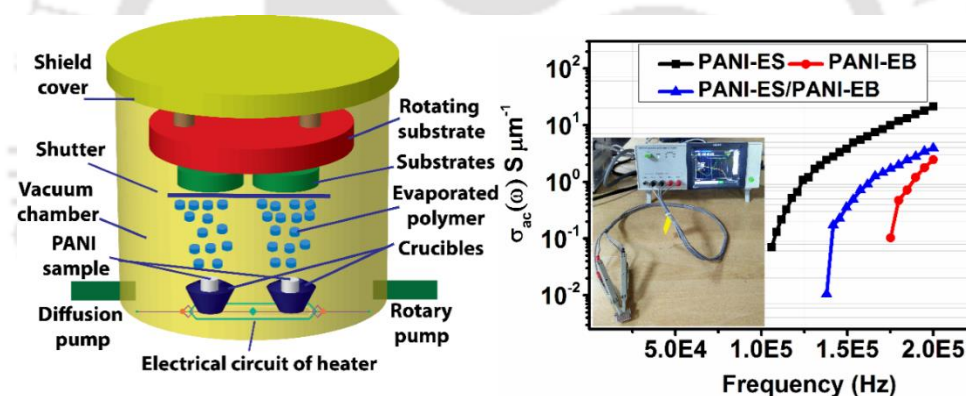 Shield
cover
Shutter
Vacuum
chamber
PANI
sample
Diffusion
pump
Rotating
substrate
Substrates
Evaporated
polymer
Crucibles
Rotary
pump
Electrical circuit of heater
PANI-ES PANI-EB
PANI-ES/PANI-EB
σac(ω) S μm⁻¹
10²
10¹
10⁰
10⁻¹
10⁻²
5.0E4 1.0E5 1.5E5 2.0E5
Frequency (Hz)